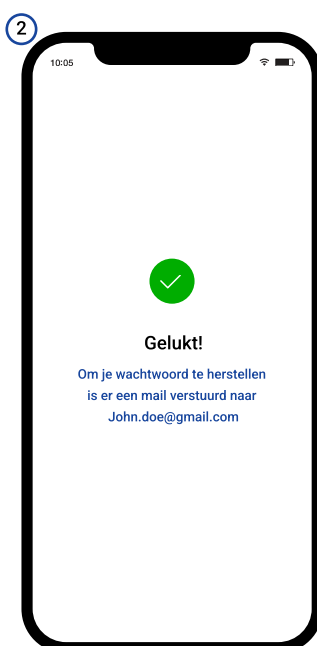 2
10:05
Gelukt!
Om je wachtwoord te herstellen
is er een mail verstuurd naar
John.doe@gmail.com